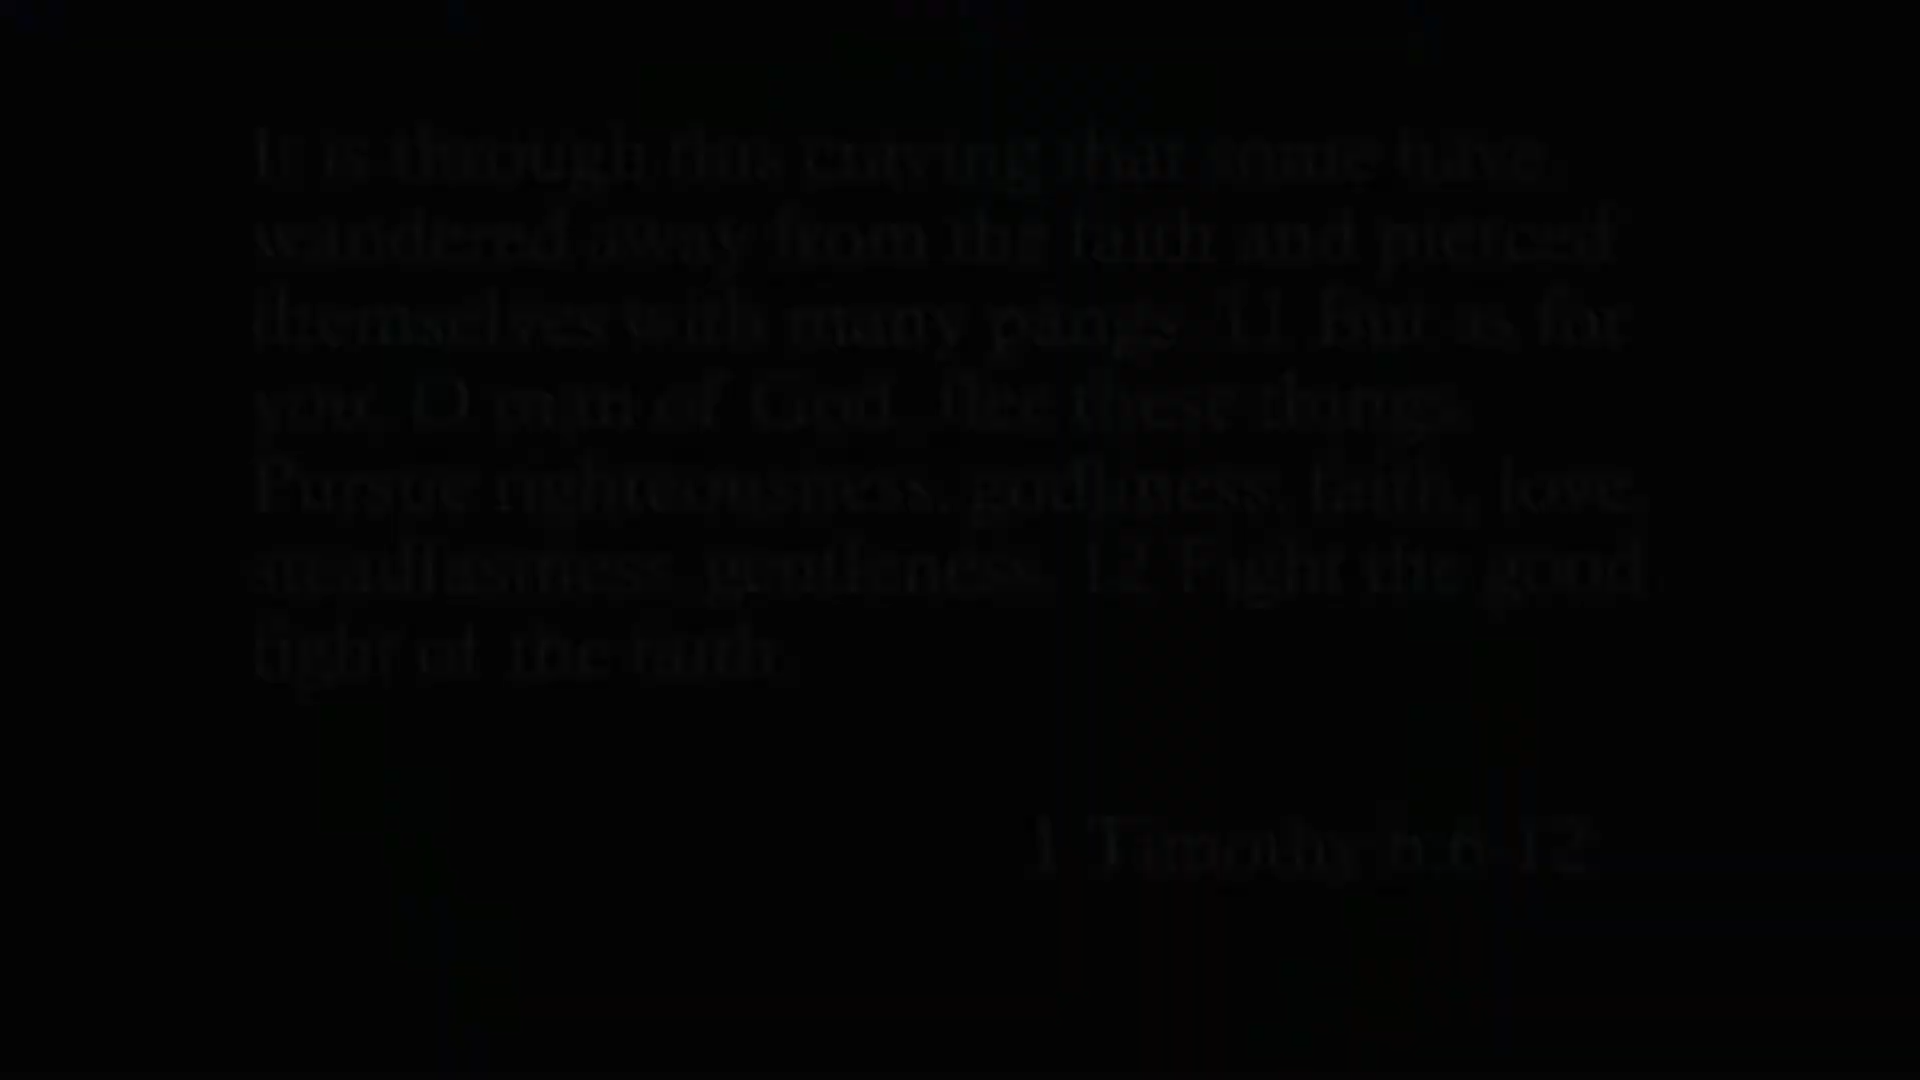 It is through this craving that some have
wandered away from the faith and pierced
themselves with many pangs. 11 But as for
you, O man of God, flee these things.
Pursue righteousness, godliness, faith, love,
steadfastness, gentleness. 12 Fight the good
fight of the faith.
1 Timothy 6:6-12